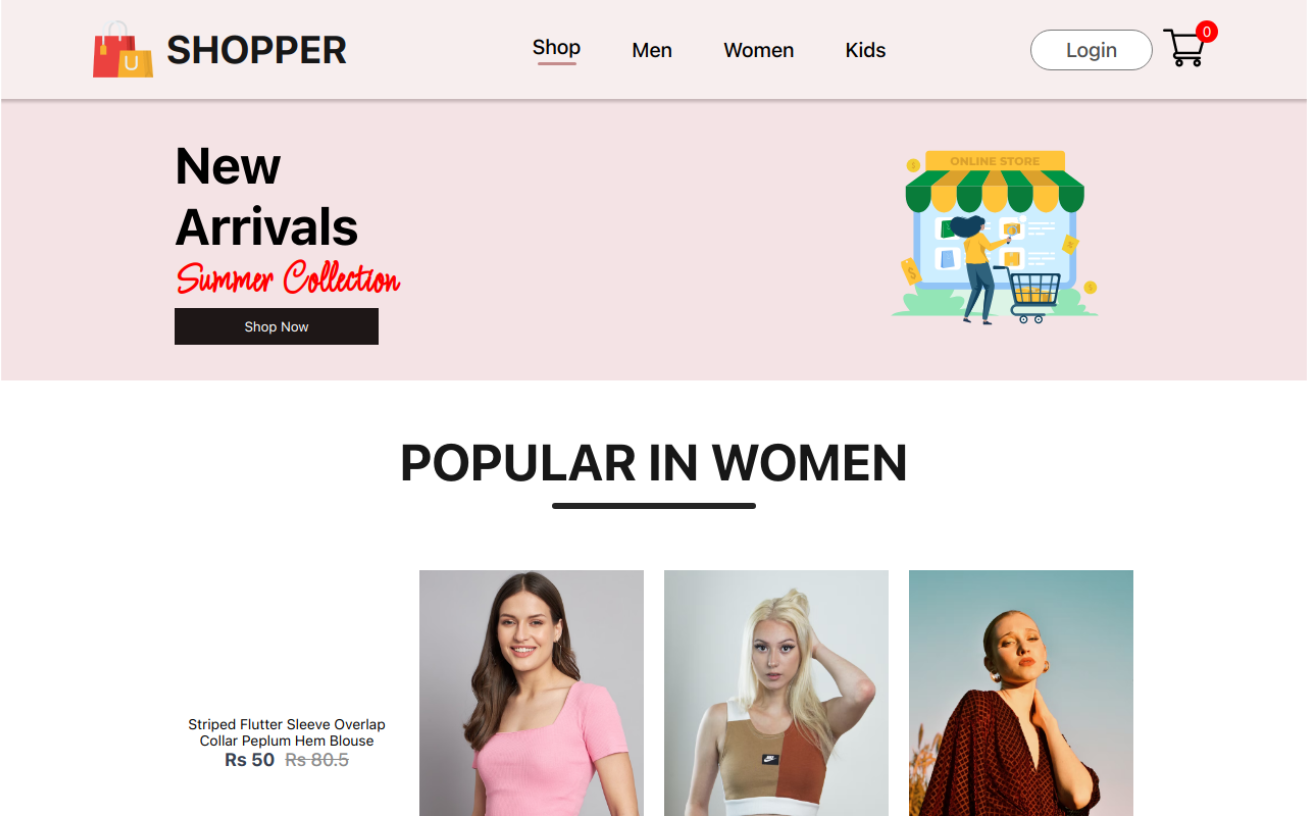 SHOPPER
Shop
Men
Women
Kids
Login
0
New
Arrivals
Summer Collection
Shop Now
ONLINE STORE
POPULAR IN WOMEN
Striped Flutter Sleeve Overlap
Collar Peplum Hem Blouse
Rs 50 Rs 80.5